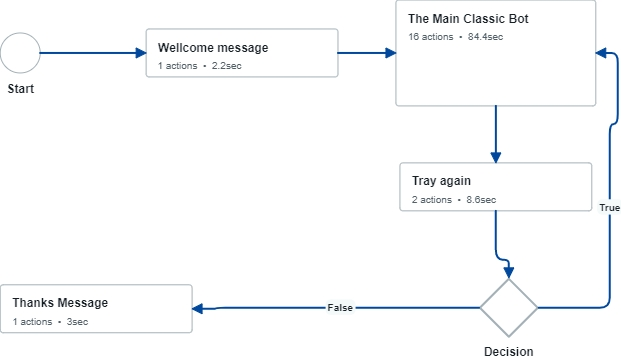 The Main Classic Bot
16 actions • 84.4sec
Wellcome message
1 actions • 2.2sec
Start
Tray again
2 actions • 8.6sec
True
Thanks Message
1 actions • 3sec
False
Decision